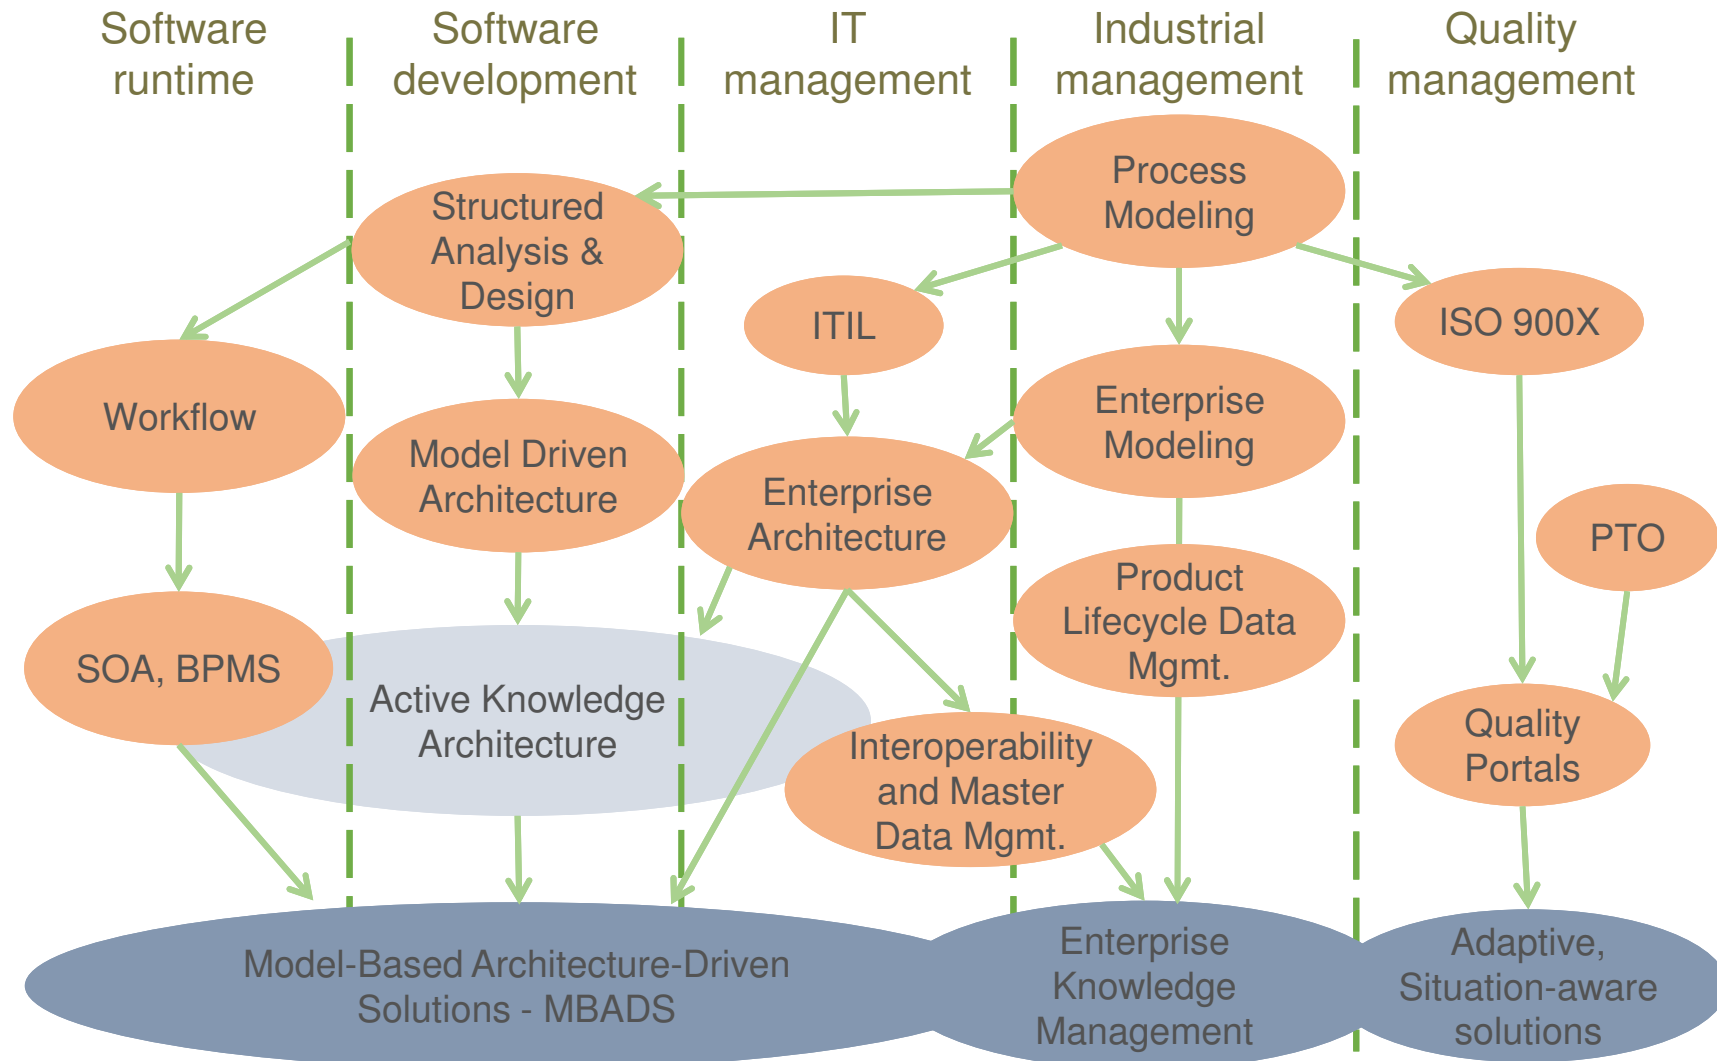 Software
runtime
Software
development
IT
management
Industrial
management
Quality
management
Process
Modeling
Structured
Analysis &
Design
ITIL
ISO 900X
Workflow
Enterprise
Modeling
Model Driven
Architecture
Enterprise
Architecture
PTO
Product
Lifecycle Data
Mgmt.
SOA, BPMS
Active Knowledge
Architecture
Interoperability
and Master
Data Mgmt.
Quality
Portals
Model-Based Architecture-Driven
Solutions - MBADS
Enterprise
Knowledge
Management
Adaptive,
Situation-aware
solutions